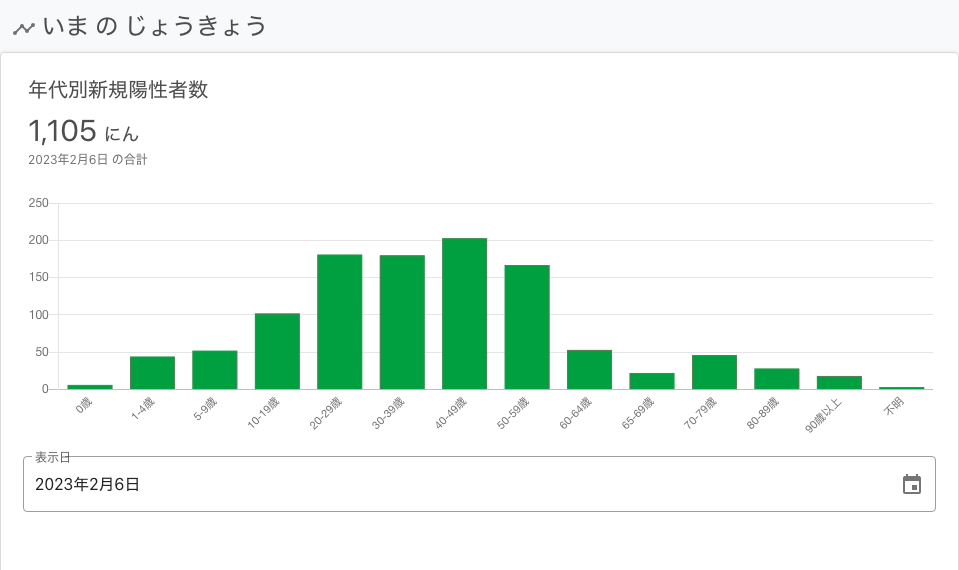 いま の じょうきょう
年代別新規陽性者数
1,105 にん
2023年2月6日 の合計
250
200
150
100
50
0
0歳
1-4歳
5-9歳
10-19歳
20-29歳
30-39歳
40-49歳
50-59歳
60-64歳
65-69歳
70-79歳
80-89歳
90歳以上
不明
表示日
2023年2月6日